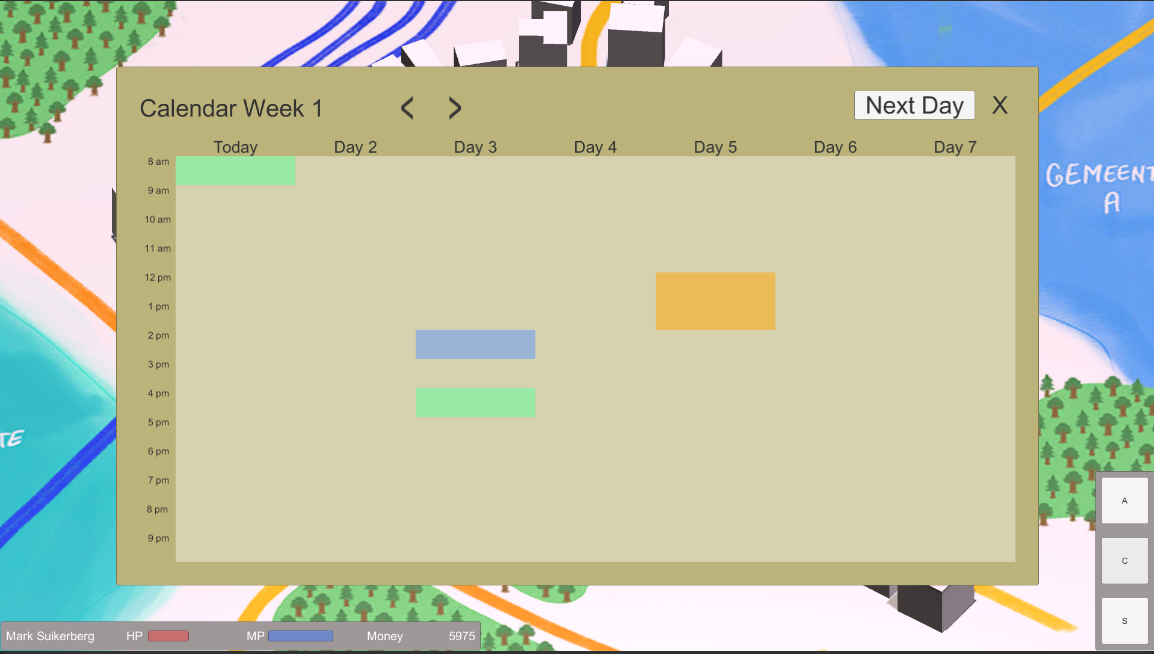 Calendar Week 1 < > Next Day X
Today Day 2 Day 3 Day 4 Day 5 Day 6 Day 7
8 am
9 am
10 am
11 am
12 pm
1 pm
2 pm
3 pm
4 pm
5 pm
6 pm
7 pm
8 pm
9 pm
GEMEENT
A
TE
A
C
S
Mark Suikerberg HP MP Money 5975